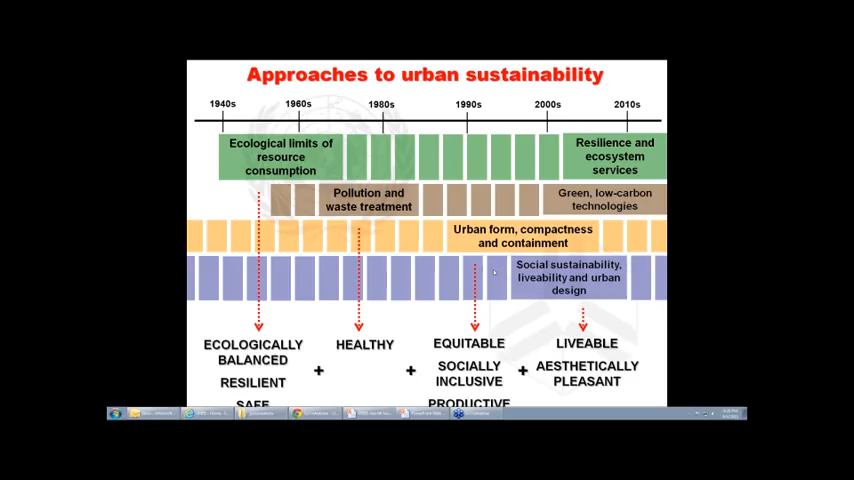 Approaches to urban sustainability
1940s 1960s 1980s 1990s 2000s 2010s
Ecological limits of
resource
consumption
Resilience and
ecosystem
services
Pollution and
waste treatment
Green, low-carbon
technologies
Urban form, compactness
and containment
Social sustainability,
liveability and urban
design
ECOLOGICALLY
BALANCED
RESILIENT
SAFE
+
HEALTHY
+
EQUITABLE
SOCIALLY
INCLUSIVE
PRODUCTIVE
+
LIVEABLE
AESTHETICALLY
PLEASANT